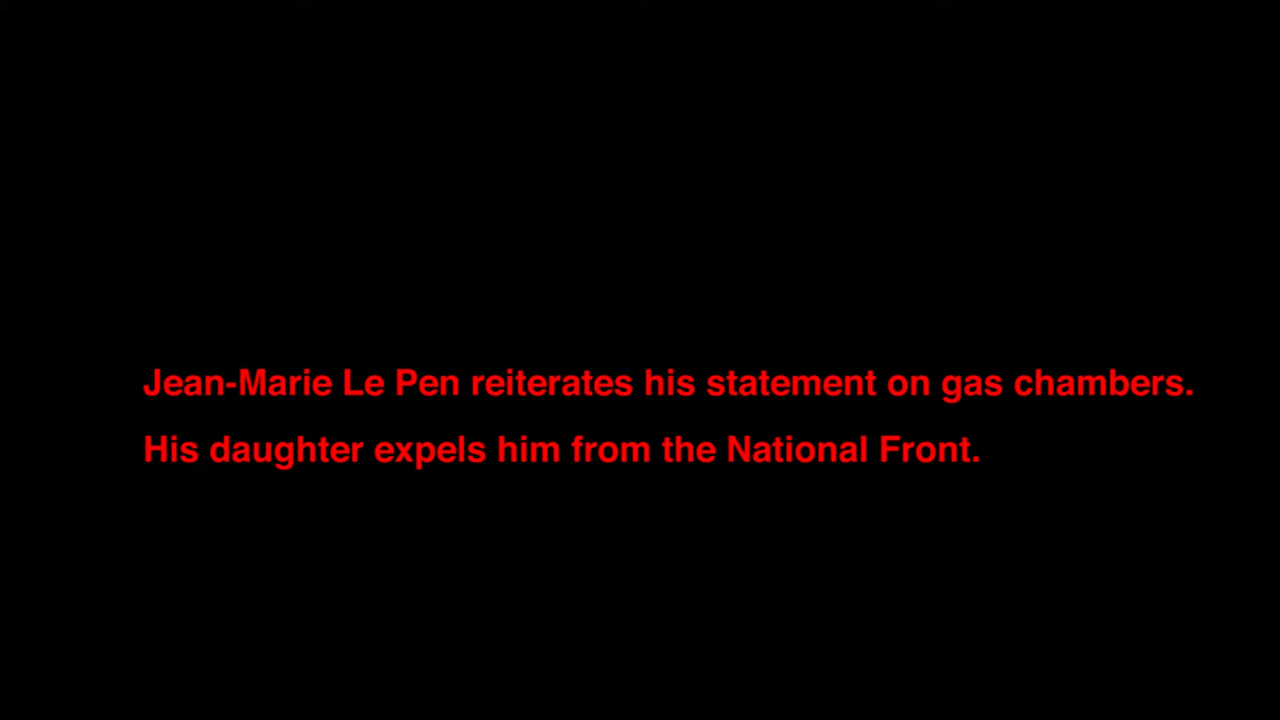 Jean-Marie Le Pen reiterates his statement on gas chambers.
His daughter expels him from the National Front.